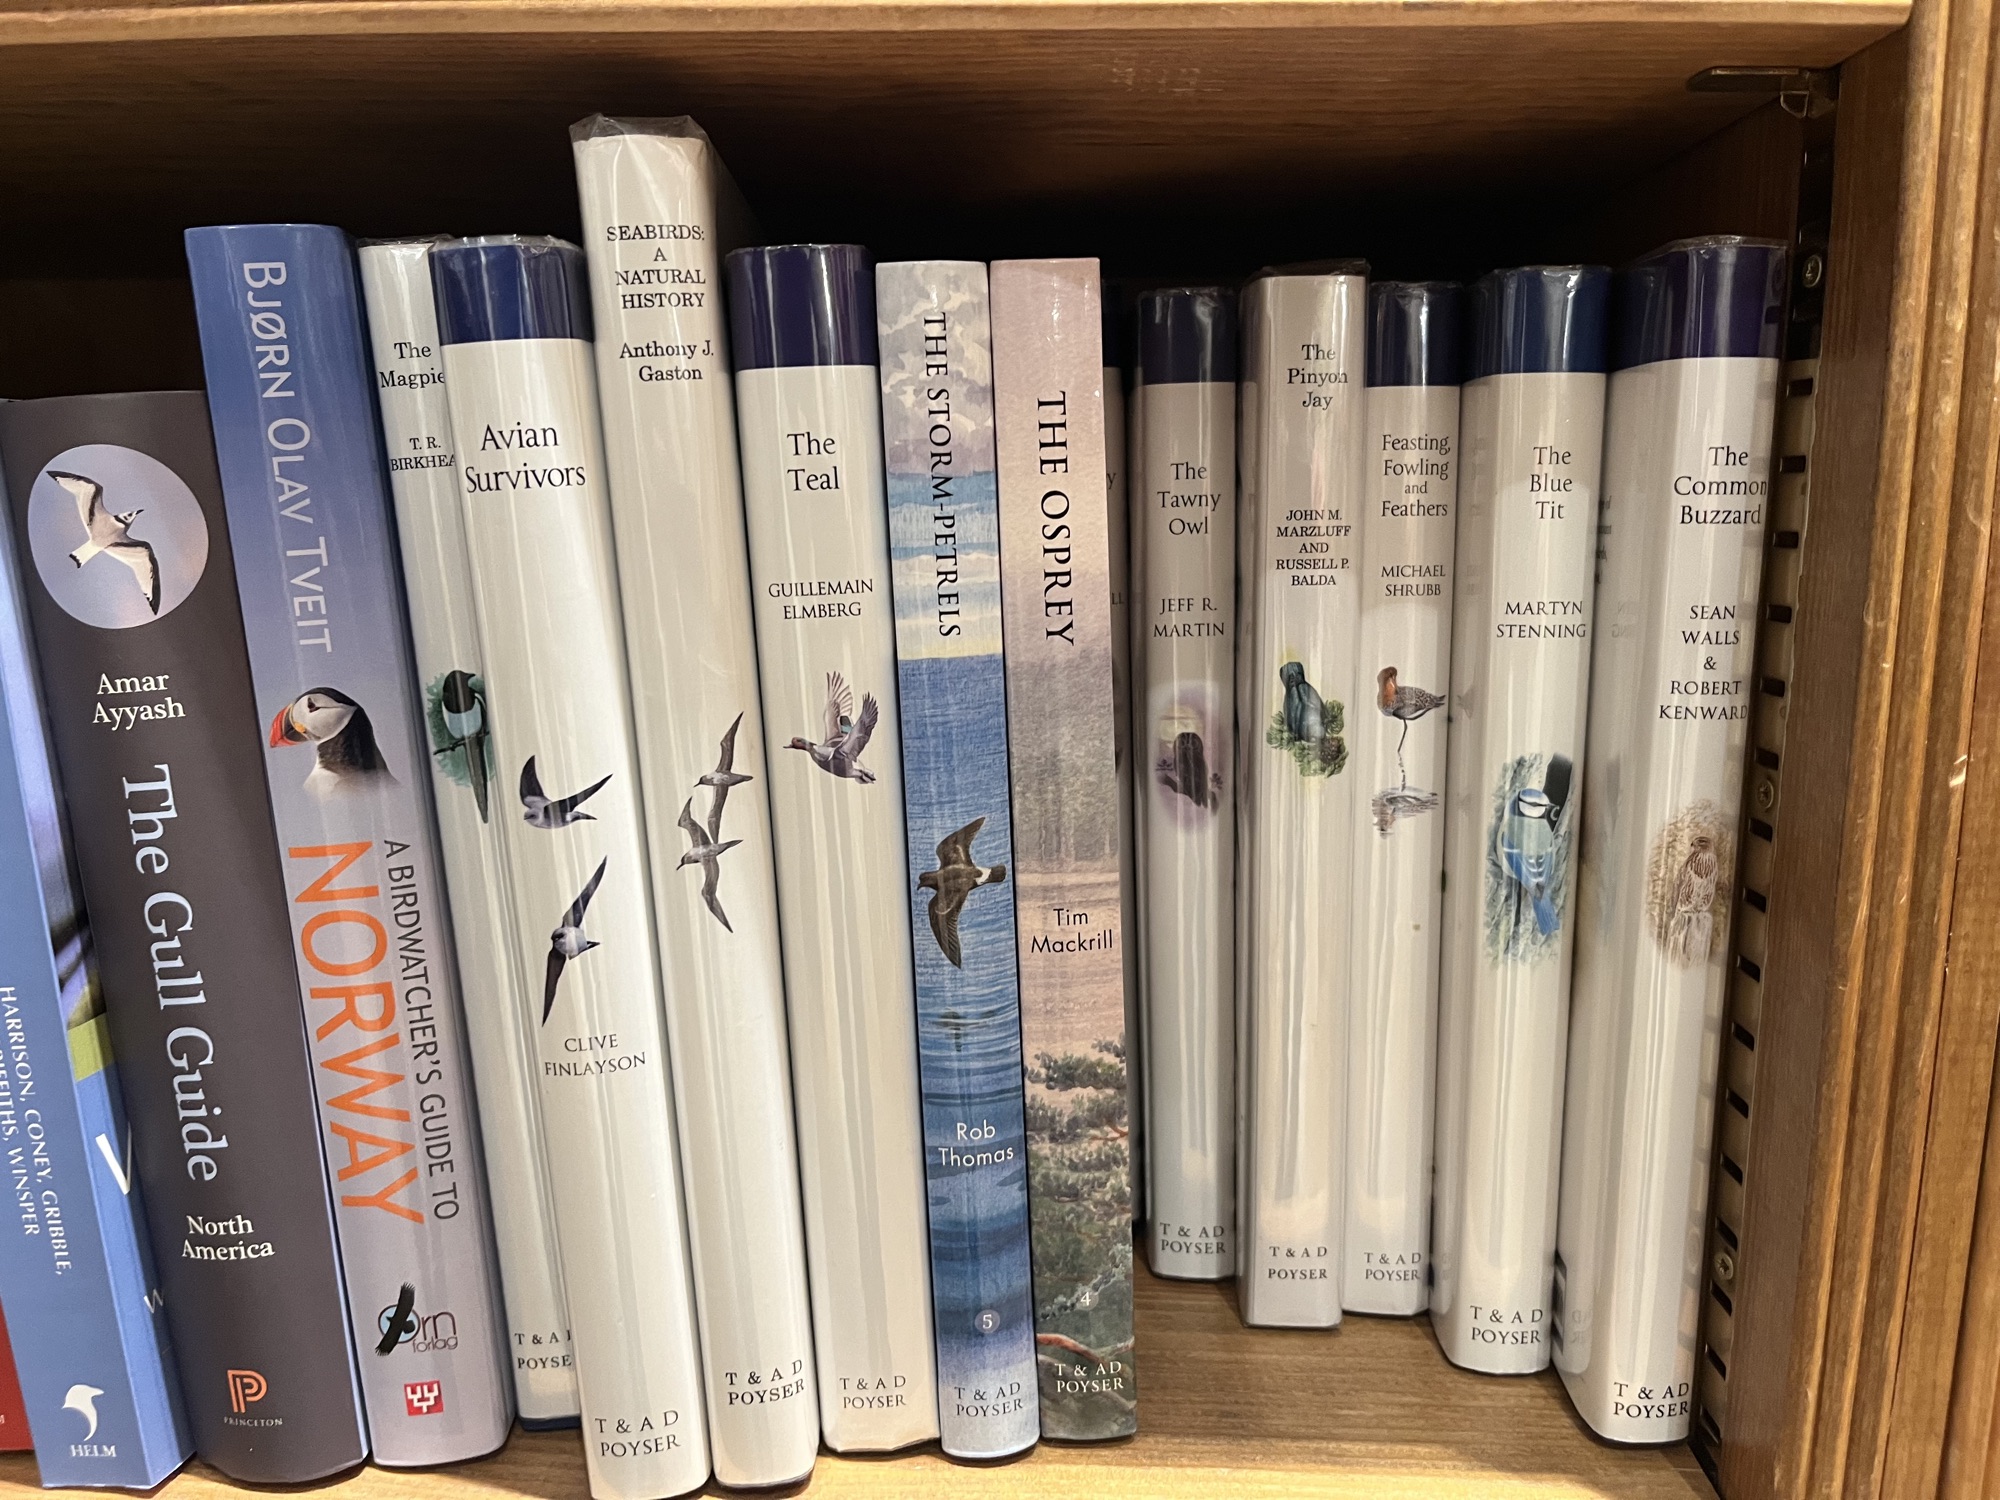 HARRISON, CONEY, GRIBBLE,
WINSPER
HELM
Amar
Ayyash
The Gull Guide
North
America
PRINCETON
BJØRN OLAV TVEIT
A BIRDWATCHER'S GUIDE TO
NORWAY
Ørn
forlag
The
Magpie
T. R.
T & A
POYSE
Avian
Survivors
CLIVE
FINLAYSON
T & A D
POYSER
SEABIRDS:
A
NATURAL
HISTORY
Anthony J.
Gaston
T & A D
POYSER
The
Teal
GUILLEMAIN
ELMBERG
T & A D
POYSER
THE STORM-PETRELS
Rob
Thomas
5
T & AD
POYSER
THE OSPREY
Tim
Mackrill
4
T & AD
POYSER
The
Tawny
Owl
JEFF R.
MARTIN
T & AD
POYSER
The
Pinyon
Jay
JOHN M.
MARZLUFF
AND
RUSSELL P.
BALDA
T & A D
POYSER
Feasting,
Fowling
and
Feathers
MICHAEL
SHRUBB
T & A D
POYSER
The
Blue
Tit
MARTYN
STENNING
T & A D
POYSER
The
Common
Buzzard
SEAN
WALLS
&
ROBERT
KENWARD
T & AD
POYSER